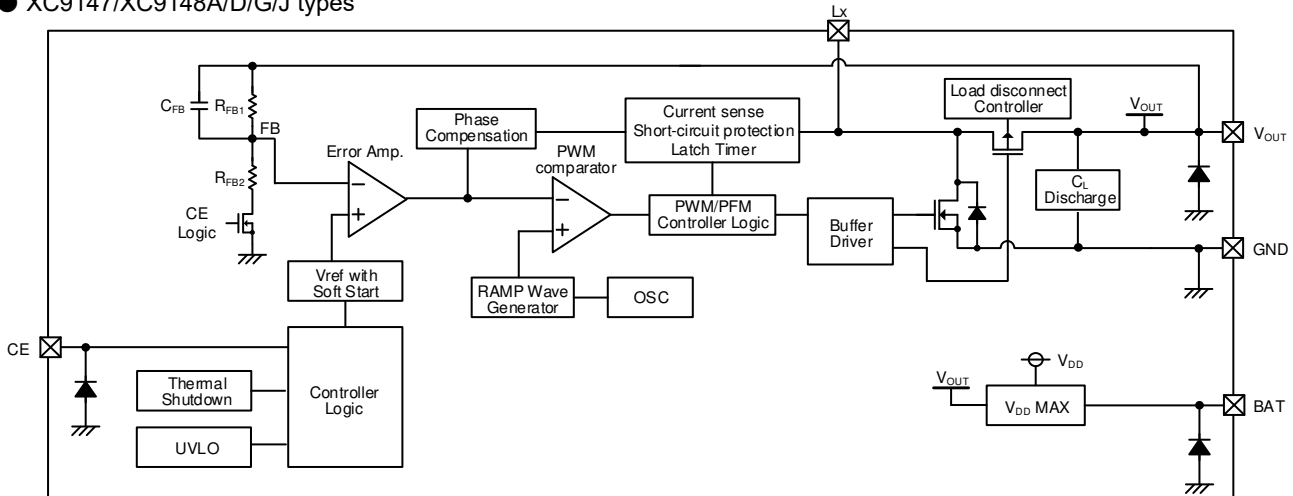 ● XC9147/XC9148A/D/G/J types
Lx
CFB
RFB1
FB
RFB2
CE
Logic
Error Amp.
Phase
Compensation
Current sense
Short-circuit protection
Latch Timer
Load disconnect
Controller
VOUT
VOUT
PWM
comparator
PWM/PFM
Controller Logic
Buffer
Driver
CL
Discharge
GND
Vref with
Soft Start
RAMP Wave
Generator
OSC
CE
Thermal
Shutdown
UVLO
Controller
Logic
VOUT
VDD
VDD MAX
BAT